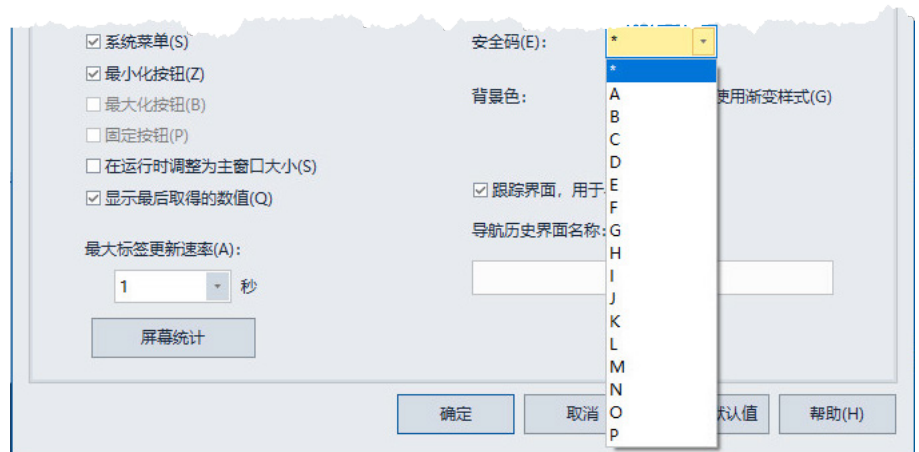 系统菜单(S)
最小化按钮(Z)
最大化按钮(B)
固定按钮(P)
在运行时调整为主窗口大小(S)
显示最后取得的数值(Q)
最大标签更新速率(A):
1
秒
屏幕统计
安全码(E):
*
背景色:
使用渐变样式(G)
跟踪界面，用于
导航历史界面名称:
*
A
B
C
D
E
F
G
H
I
J
K
L
M
N
O
P
确定
取消
默认值
帮助(H)